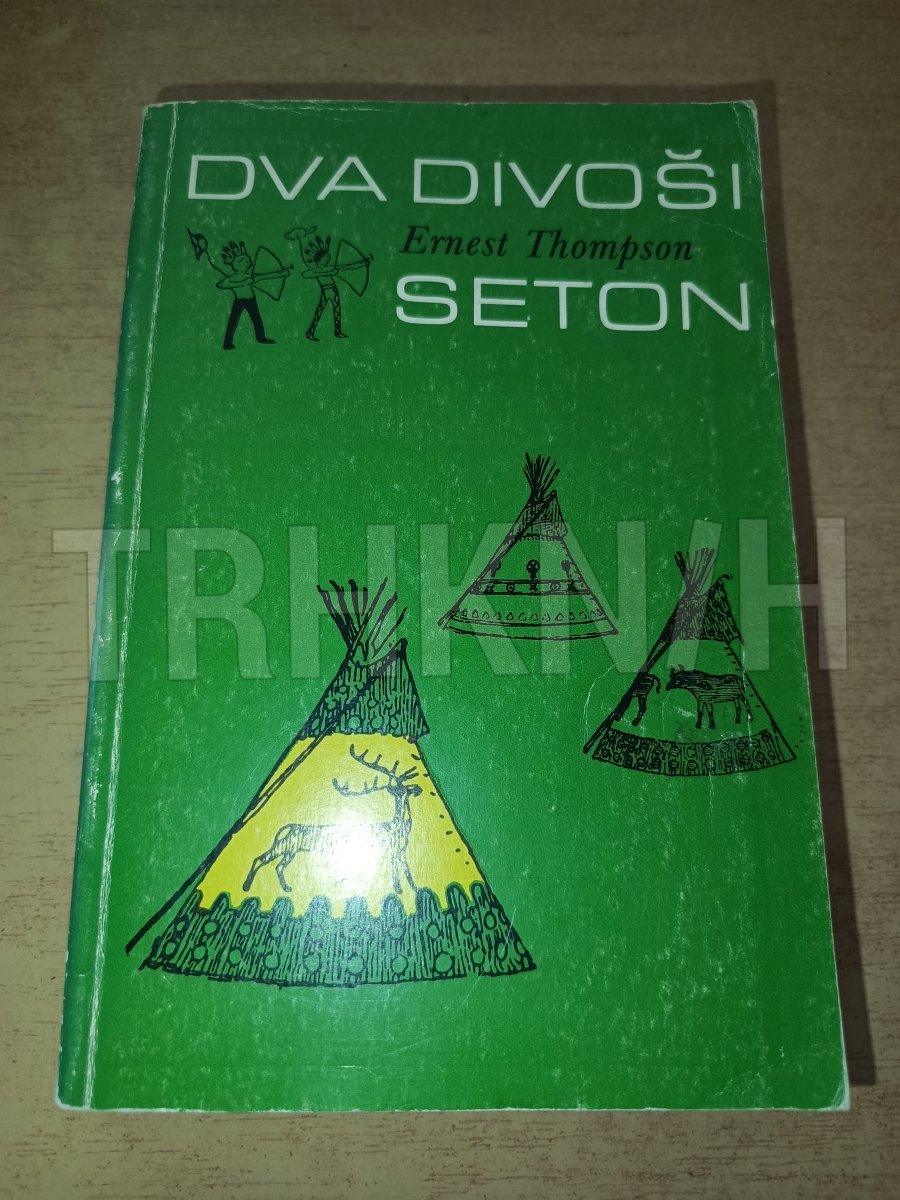 DVA DIVOŠI
Ernest Thompson
SETON
TRHKNIH